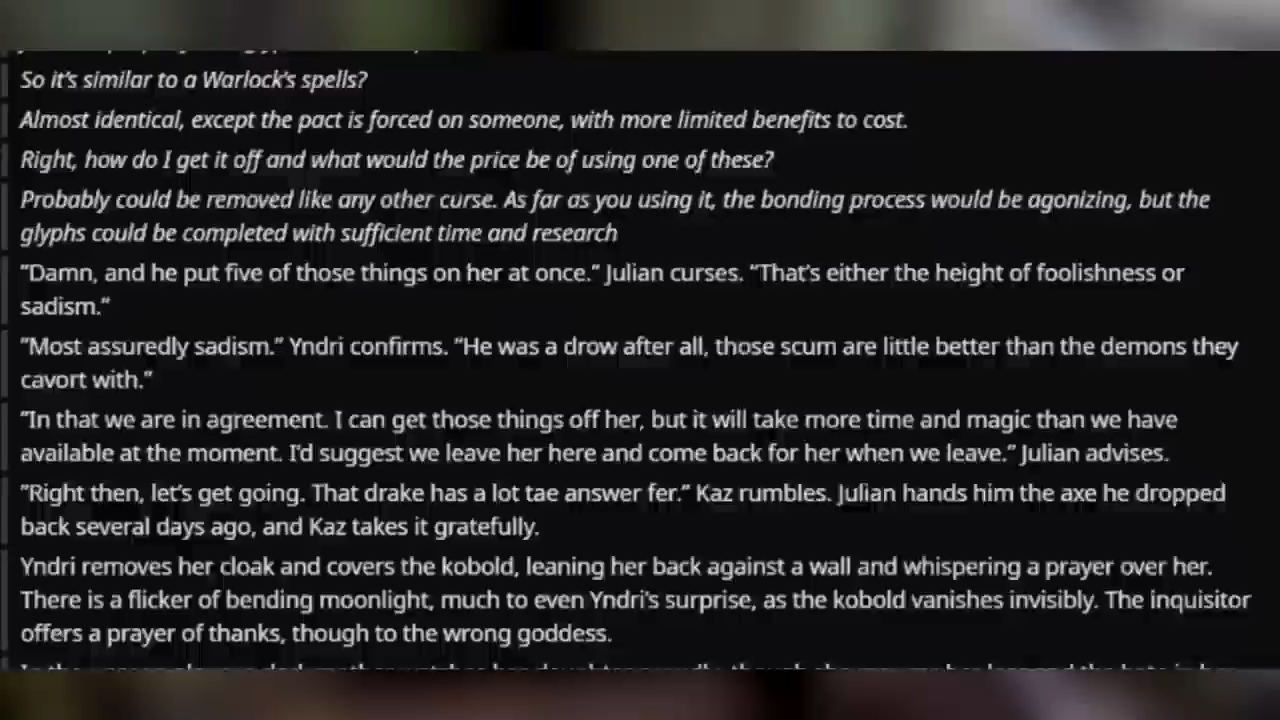 So it's similar to a Warlock's spells?
Almost identical, except the pact is forced on someone, with more limited benefits to cost.
Right, how do I get it off and what would the price be of using one of these?
Probably could be removed like any other curse. As far as you using it, the bonding process would be agonizing, but the
glyphs could be completed with sufficient time and research
"Damn, and he put five of those things on her at once." Julian curses. "That's either the height of foolishness or
sadism."
"Most assuredly sadism." Yndri confirms. "He was a drow after all, those scum are little better than the demons they
cavort with."
"In that we are in agreement. I can get those things off her, but it will take more time and magic than we have
available at the moment. I'd suggest we leave her here and come back for her when we leave." Julian advises.
"Right then, let's get going. That drake has a lot tae answer fer." Kaz rumbles. Julian hands him the axe he dropped
back several days ago, and Kaz takes it gratefully.
Yndri removes her cloak and covers the kobold, leaning her back against a wall and whispering a prayer over her.
There is a flicker of bending moonlight, much to even Yndri's surprise, as the kobold vanishes invisibly. The inquisitor
offers a prayer of thanks, though to the wrong goddess.